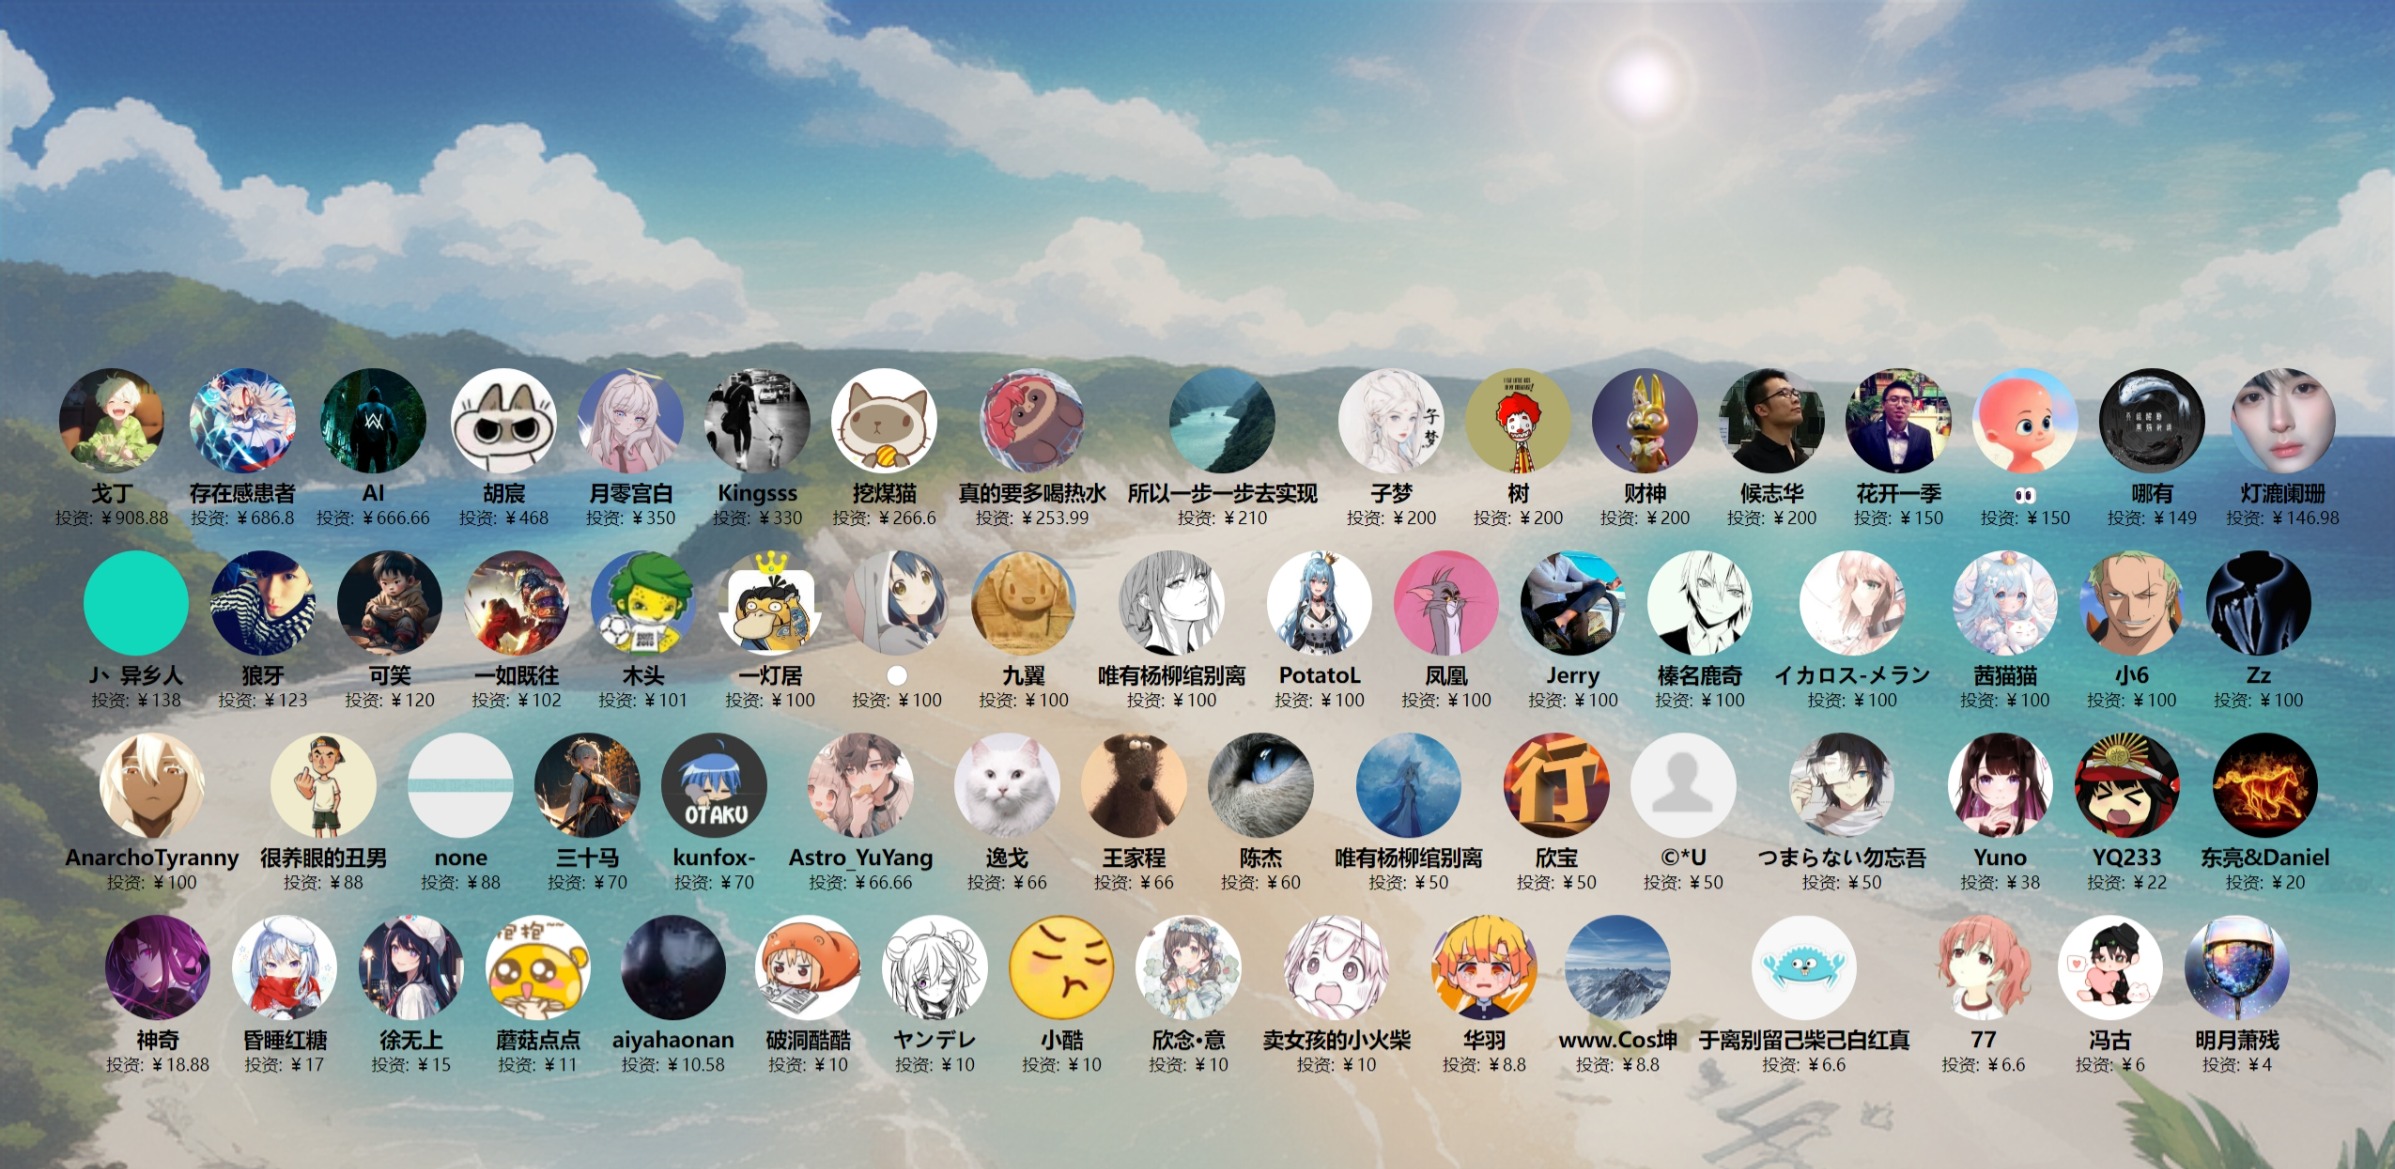 戈丁
投资: ¥908.88
存在感患者
投资: ¥686.8
AI
投资: ¥666.66
胡宸
投资: ¥468
月零宫白
投资: ¥350
Kingsss
投资: ¥330
挖煤猫
投资: ¥266.6
真的要多喝热水
投资: ¥253.99
所以一步一步去实现
投资: ¥210
子梦
子梦
投资: ¥200
树
投资: ¥200
财神
投资: ¥200
候志华
投资: ¥200
花开一季
投资: ¥150
👀
投资: ¥150
哪有
投资: ¥149
灯漉阑珊
投资: ¥146.98
J丶异乡人
投资: ¥138
狼牙
投资: ¥123
可笑
投资: ¥120
一如既往
投资: ¥102
木头
投资: ¥101
一灯居
投资: ¥100
投资: ¥100
九翼
投资: ¥100
唯有杨柳绾别离
投资: ¥100
PotatoL
投资: ¥100
凤凰
投资: ¥100
Jerry
投资: ¥100
榛名鹿奇
投资: ¥100
イカロス-メラン
投资: ¥100
茜猫猫
投资: ¥100
小6
投资: ¥100
Zz
投资: ¥100
AnarchoTyranny
投资: ¥100
很养眼的丑男
投资: ¥88
none
投资: ¥88
三十马
投资: ¥70
OTAKU
kunfox-
投资: ¥70
Astro_YuYang
投资: ¥66.66
逸戈
投资: ¥66
王家程
投资: ¥66
陈杰
投资: ¥60
唯有杨柳绾别离
投资: ¥50
行
欣宝
投资: ¥50
©*U
投资: ¥50
つまらない勿忘吾
投资: ¥50
Yuno
投资: ¥38
YQ233
投资: ¥22
东亮&Daniel
投资: ¥20
神奇
投资: ¥18.88
昏睡红糖
投资: ¥17
徐无上
投资: ¥15
抱抱
蘑菇点点
投资: ¥11
aiyahaonan
投资: ¥10.58
破洞酷酷
投资: ¥10
ヤンデレ
投资: ¥10
小酷
投资: ¥10
欣念•意
投资: ¥10
卖女孩的小火柴
投资: ¥10
华羽
投资: ¥8.8
www.Cos坤
投资: ¥8.8
于离别留己柴己白红真
投资: ¥6.6
77
投资: ¥6.6
冯古
投资: ¥6
明月萧残
投资: ¥4